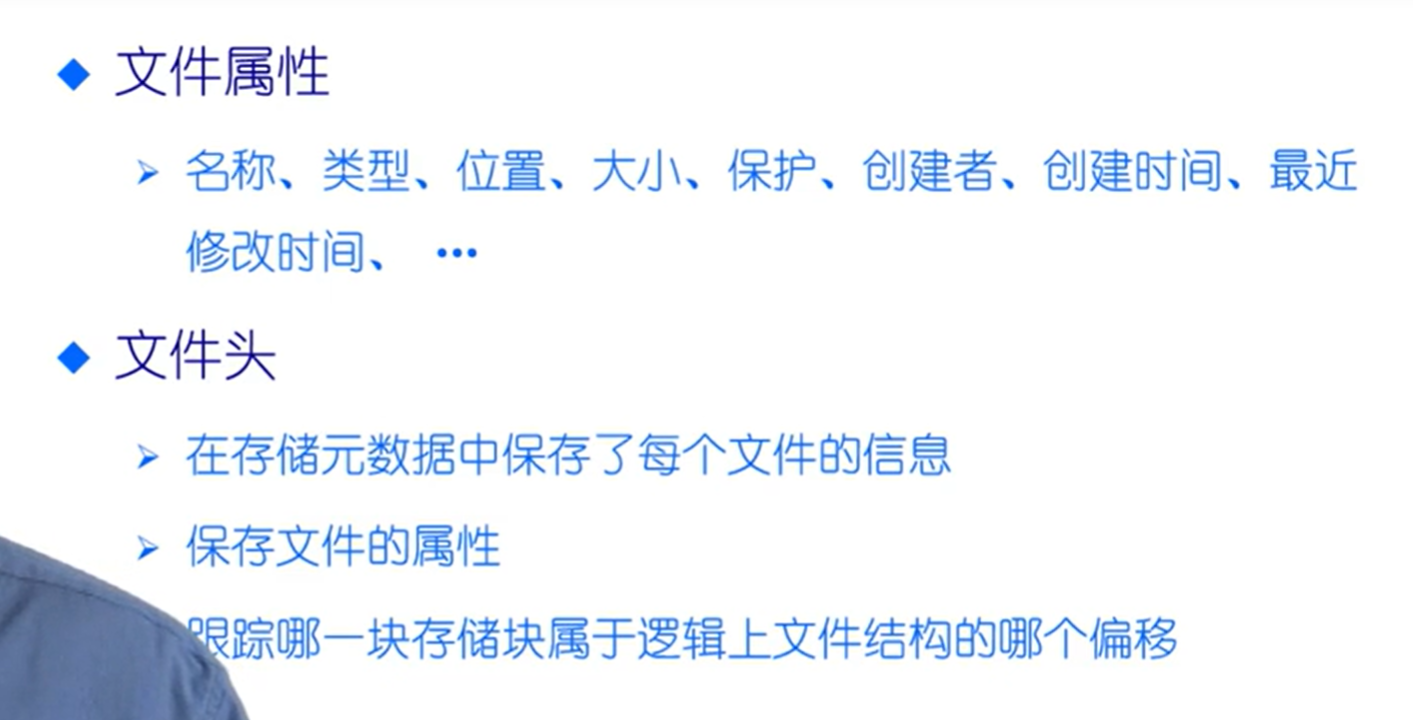 文件属性
名称、类型、位置、大小、保护、创建者、创建时间、最近
修改时间、 …
文件头
在存储元数据中保存了每个文件的信息
保存文件的属性
跟踪哪一块存储块属于逻辑上文件结构的哪个偏移